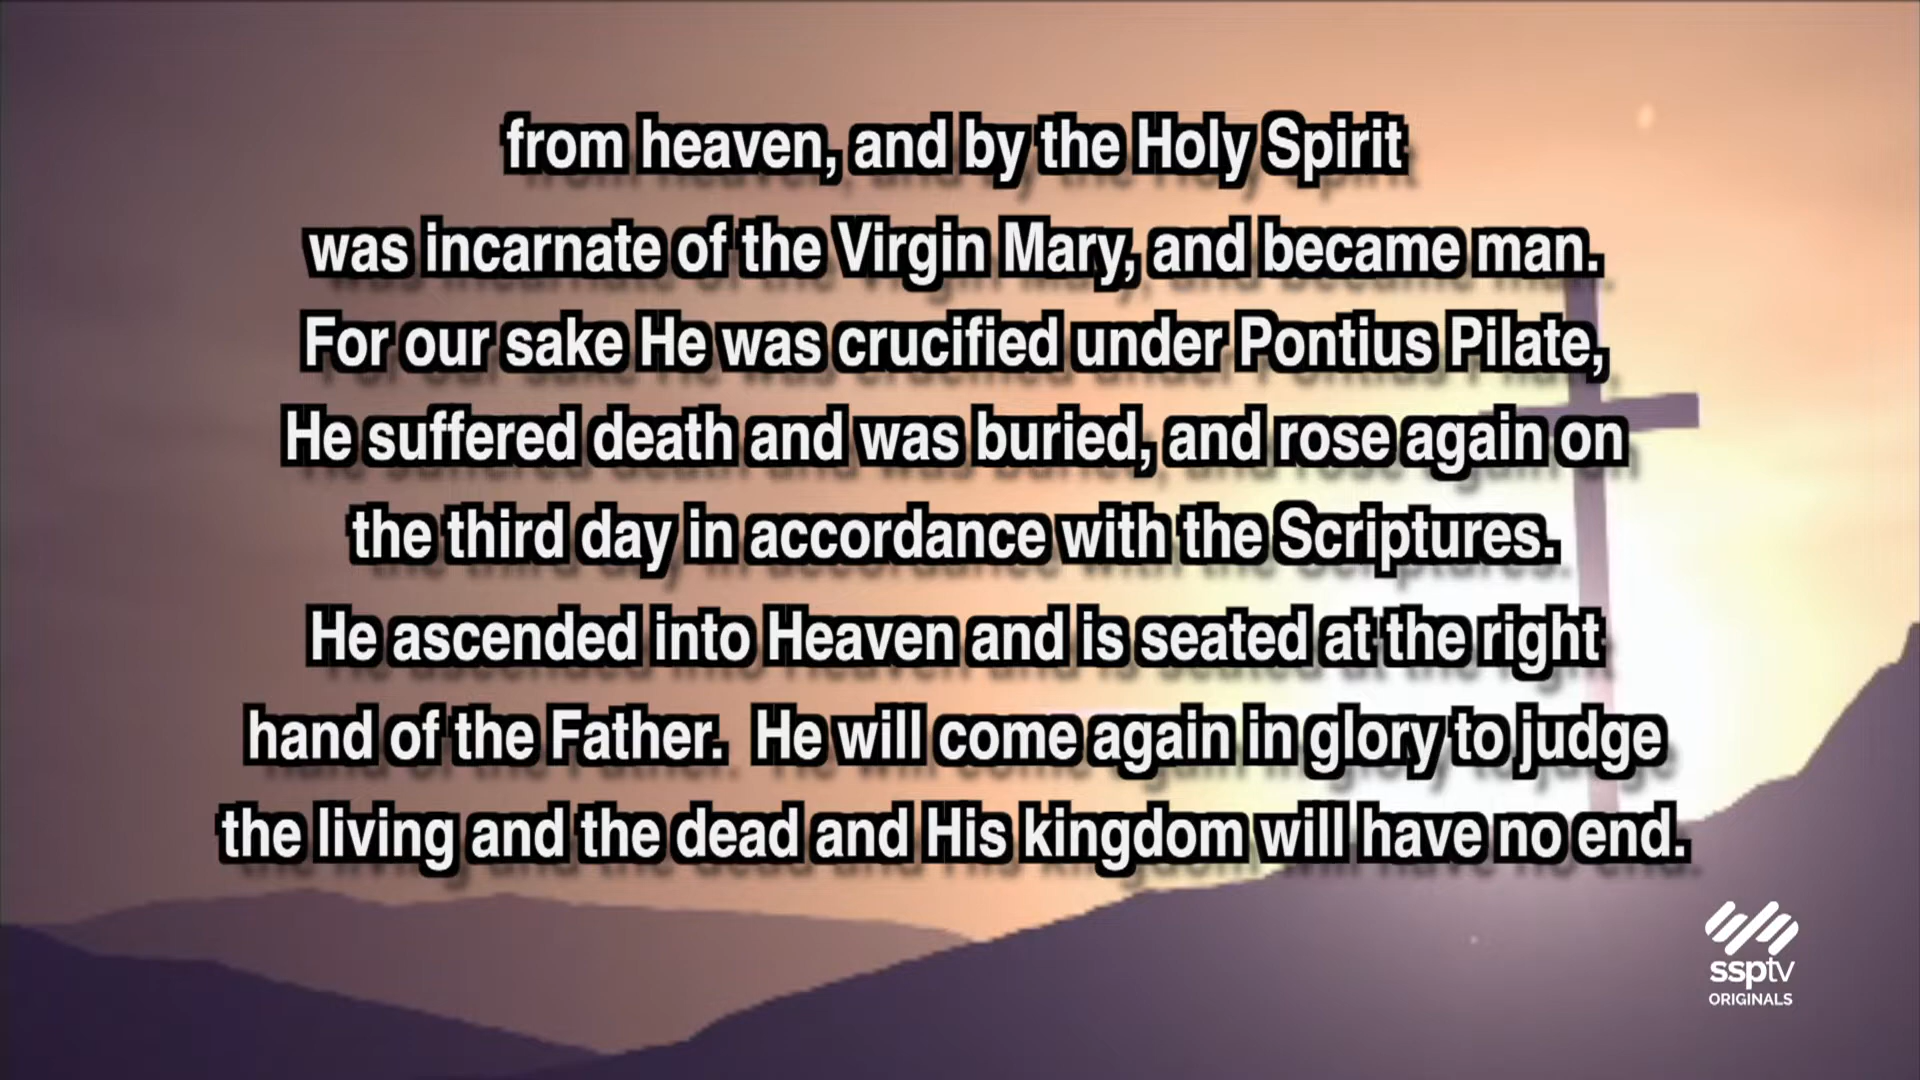 from heaven, and by the Holy Spirit
was incarnate of the Virgin Mary, and became man.
For our sake He was crucified under Pontius Pilate,
He suffered death and was buried, and rose again on
the third day in accordance with the Scriptures.
He ascended into Heaven and is seated at the right
hand of the Father.  He will come again in glory to judge
the living and the dead and His kingdom will have no end.
ssptv
ORIGINALS